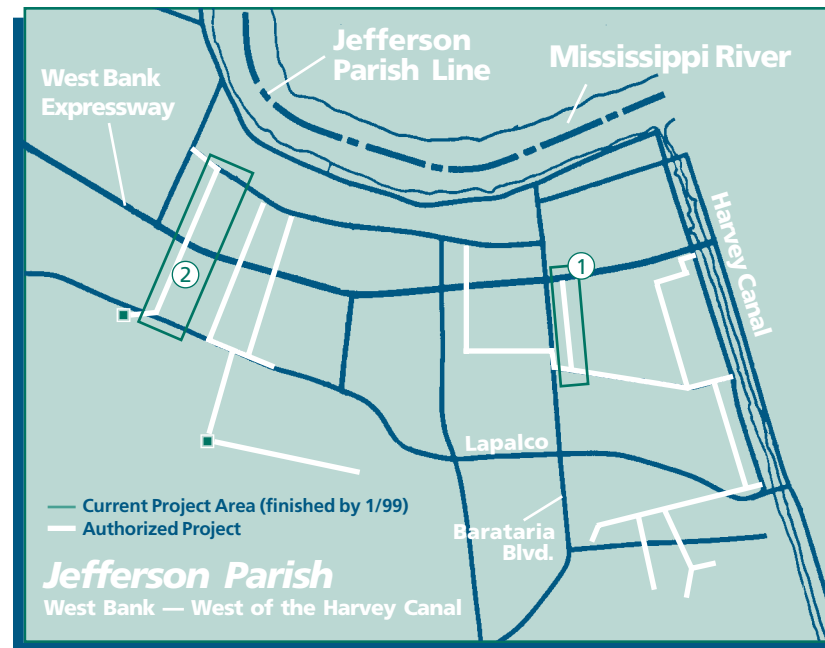 Jefferson
Parish Line
Mississippi River
West Bank
Expressway
Harvey Canal
2
1
Lapalco
Barataria
Blvd.
Current Project Area (finished by 1/99)
Authorized Project
Jefferson Parish
West Bank — West of the Harvey Canal